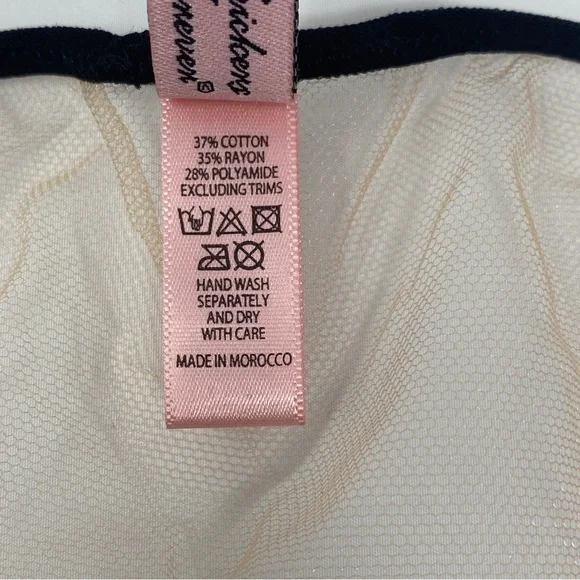 37% COTTON
35% RAYON
28% POLYAMIDE
EXCLUDING TRIMS
HAND WASH
SEPARATELY
AND DRY
WITH CARE
MADE IN MOROCCO